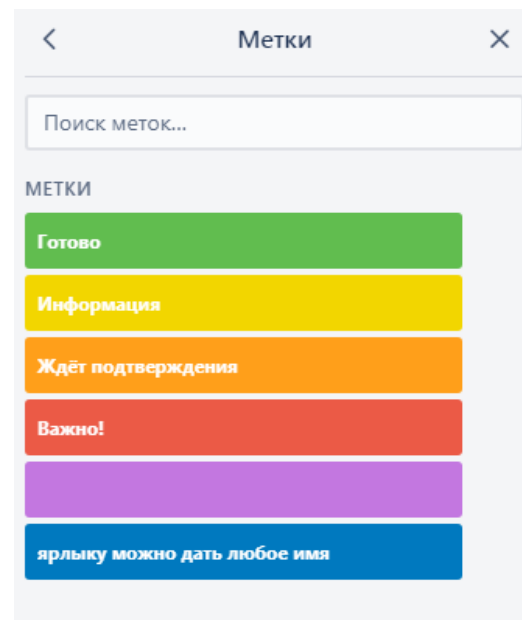 Метки
Поиск меток...
МЕТКИ
Готово
Информация
Ждёт подтверждения
Важно!
ярлыку можно дать любое имя